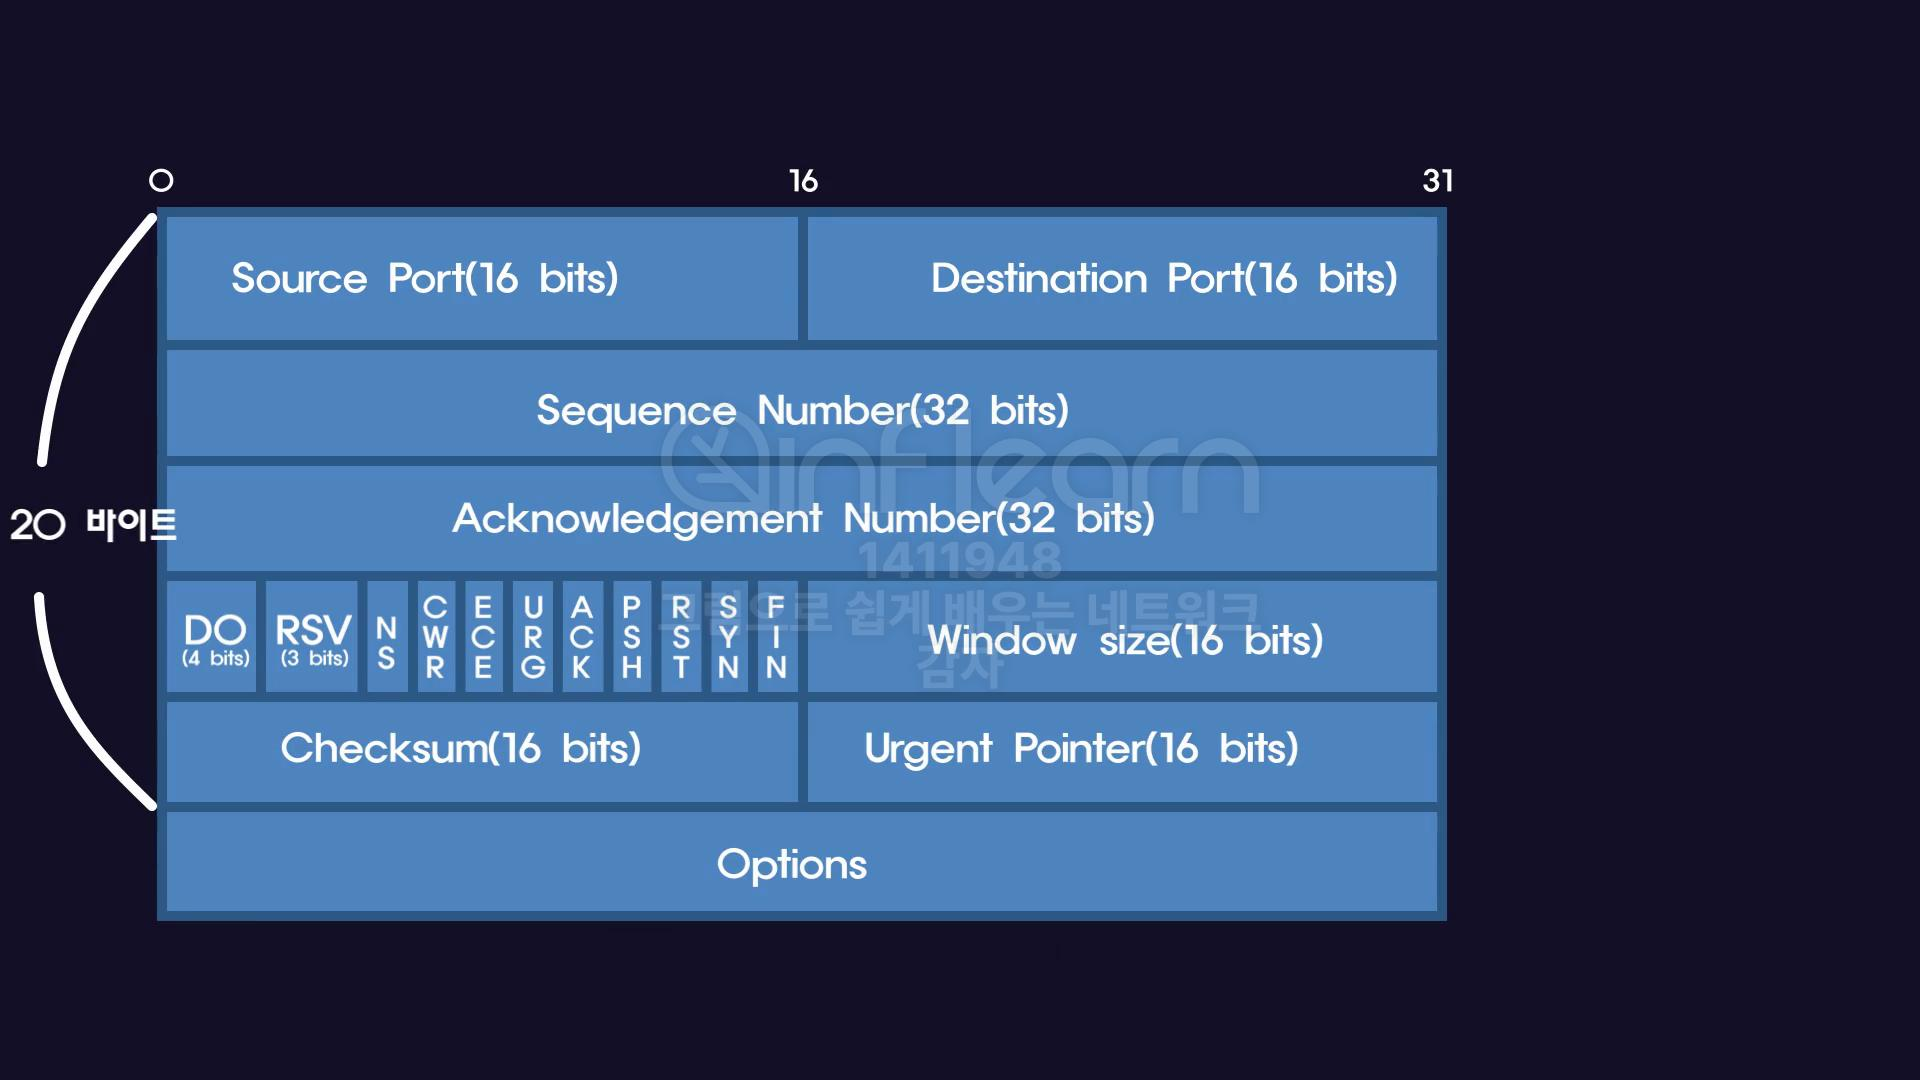 0 16 31
Source Port(16 bits) Destination Port(16 bits)
Sequence Number(32 bits)
inflearn
20 바이트
Acknowledgement Number(32 bits)
1411948
그림으로 쉽게 배우는 네트워크
감자
DO (4 bits) RSV (3 bits) NS CWR ECE URG ACK PSH RST SYN FIN Window size(16 bits)
Checksum(16 bits) Urgent Pointer(16 bits)
Options